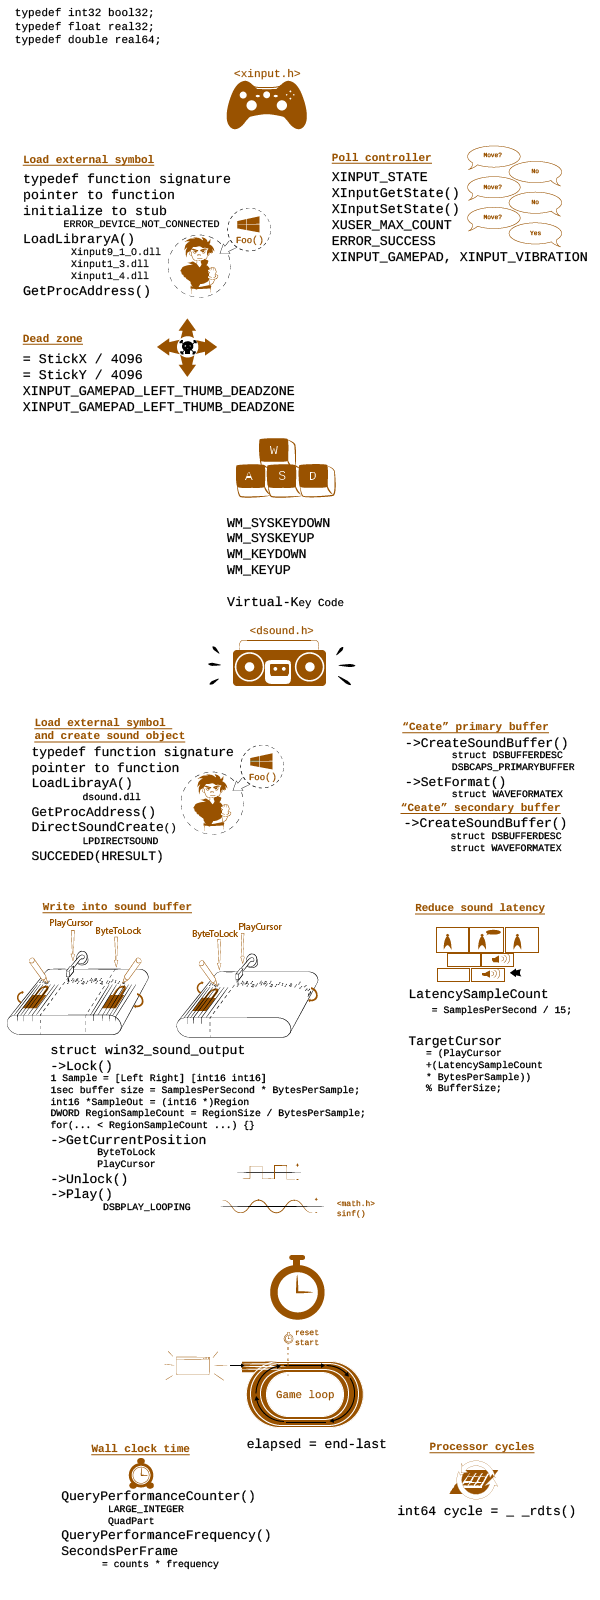 typedef int32 bool32;
typedef float real32;
typedef double real64;
<xinput.h>
Load external symbol
typedef function signature
pointer to function
initialize to stub
ERROR_DEVICE_NOT_CONNECTED
LoadLibraryA()
Xinput9_1_0.dll
Xinput1_3.dll
Xinput1_4.dll
GetProcAddress()
Foo()
Poll controller
XINPUT_STATE
XInputGetState()
XInputSetState()
XUSER_MAX_COUNT
ERROR_SUCCESS
XINPUT_GAMEPAD, XINPUT_VIBRATION
Move?
No
Move?
No
Move?
Yes
Dead zone
= StickX / 4096
= StickY / 4096
XINPUT_GAMEPAD_LEFT_THUMB_DEADZONE
XINPUT_GAMEPAD_LEFT_THUMB_DEADZONE
W
A S D
WM_SYSKEYDOWN
WM_SYSKEYUP
WM_KEYDOWN
WM_KEYUP
Virtual-Key Code
<dsound.h>
Load external symbol
and create sound object
typedef function signature
pointer to function
LoadLibrayA()
dsound.dll
GetProcAddress()
DirectSoundCreate()
LPDIRECTSOUND
SUCCEDED(HRESULT)
Foo()
“Ceate” primary buffer
->CreateSoundBuffer()
struct DSBUFFERDESC
DSBCAPS_PRIMARYBUFFER
->SetFormat()
struct WAVEFORMATEX
“Ceate” secondary buffer
->CreateSoundBuffer()
struct DSBUFFERDESC
struct WAVEFORMATEX
Write into sound buffer
PlayCursor
ByteToLock
ByteToLock
PlayCursor
struct win32_sound_output
->Lock()
1 Sample = [Left Right] [int16 int16]
1sec buffer size = SamplesPerSecond * BytesPerSample;
int16 *SampleOut = (int16 *)Region
DWORD RegionSampleCount = RegionSize / BytesPerSample;
for(... < RegionSampleCount ...) {}
->GetCurrentPosition
ByteToLock
PlayCursor
->Unlock()
->Play()
DSBPLAY_LOOPING
+
-
+
-
<math.h>
sinf()
Reduce sound latency
LatencySampleCount
= SamplesPerSecond / 15;
TargetCursor
= (PlayCursor
+(LatencySampleCount
* BytesPerSample))
% BufferSize;
reset
start
Game loop
elapsed = end-last
Wall clock time
QueryPerformanceCounter()
LARGE_INTEGER
QuadPart
QueryPerformanceFrequency()
SecondsPerFrame
= counts * frequency
Processor cycles
int64 cycle = _ _rdts()